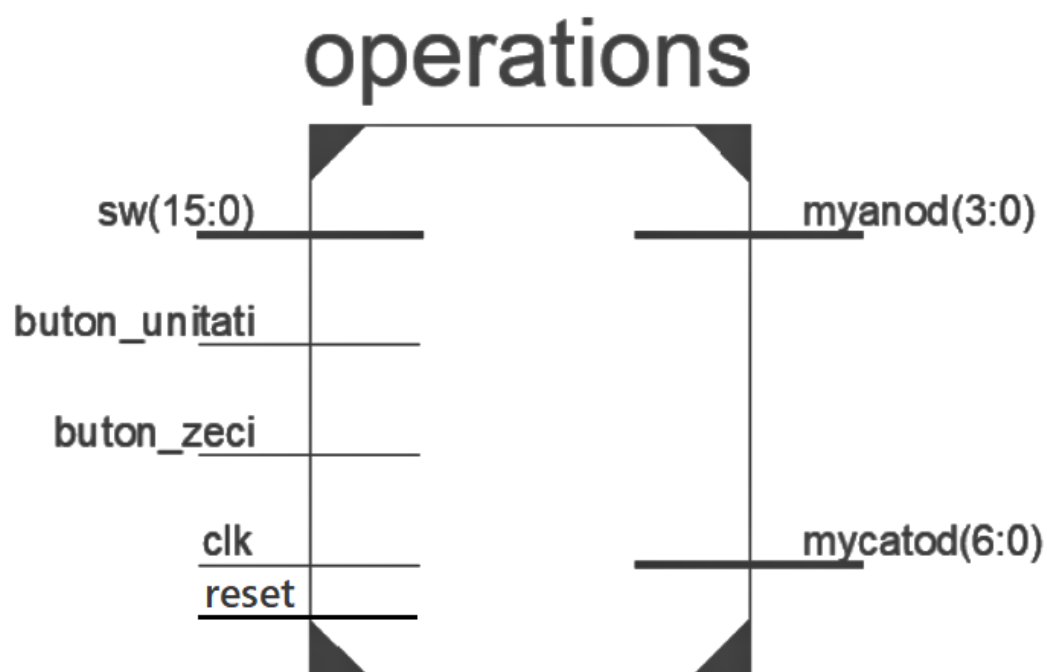 operations
sw(15:0)
myanod(3:0)
buton_unitati
buton_zeci
clk
mycatod(6:0)
reset